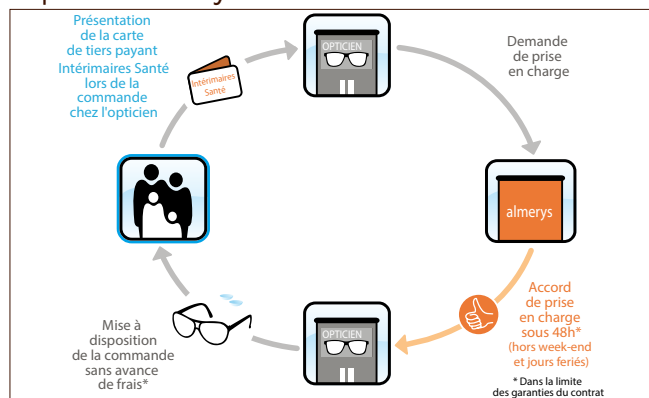 Présentation
de la carte
de tiers payant
Intérimaires Santé
lors de la
commande
chez l'opticien
Intérimaires
Santé
OPTICIEN
Demande
de prise
en charge
almerys
Accord
de prise
en charge
sous 48h*
(hors week-end
et jours feriés)
* Dans la limite
des garanties du contrat
OPTICIEN
Mise à
disposition
de la commande
sans avance
de frais*